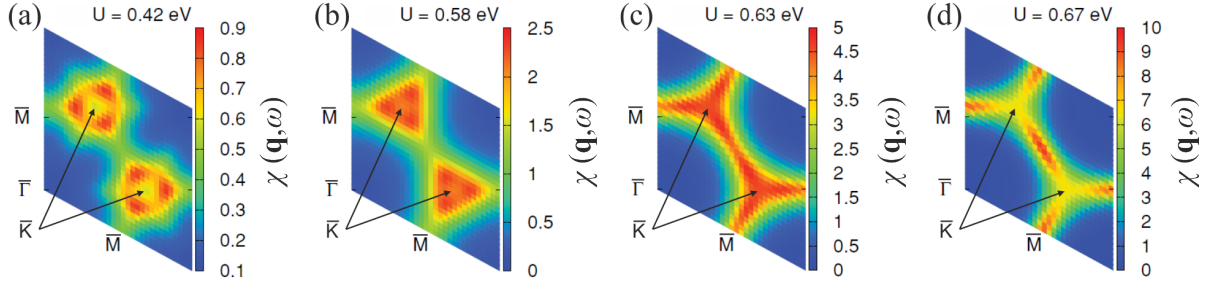 (a)
U = 0.42 eV
M̅
Γ̅
K̅
M̅
0.9
0.8
0.7
0.6
0.5
0.4
0.3
0.2
0.1
χ (q,ω)
(b)
U = 0.58 eV
M̅
Γ̅
K̅
M̅
2.5
2
1.5
1
0.5
0
χ (q,ω)
(c)
U = 0.63 eV
M̅
Γ̅
K̅
M̅
5
4.5
4
3.5
3
2.5
2
1.5
1
0.5
0
χ (q,ω)
(d)
U = 0.67 eV
M̅
Γ̅
K̅
M̅
10
9
8
7
6
5
4
3
2
1
0
χ (q,ω)